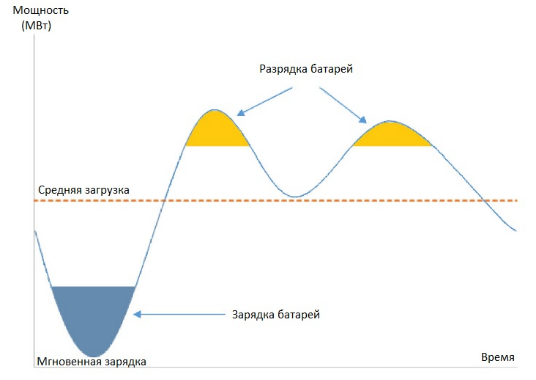 Мощность
(МВт)
Разрядка батарей
Средняя загрузка
Зарядка батарей
Мгновенная зарядка
Время